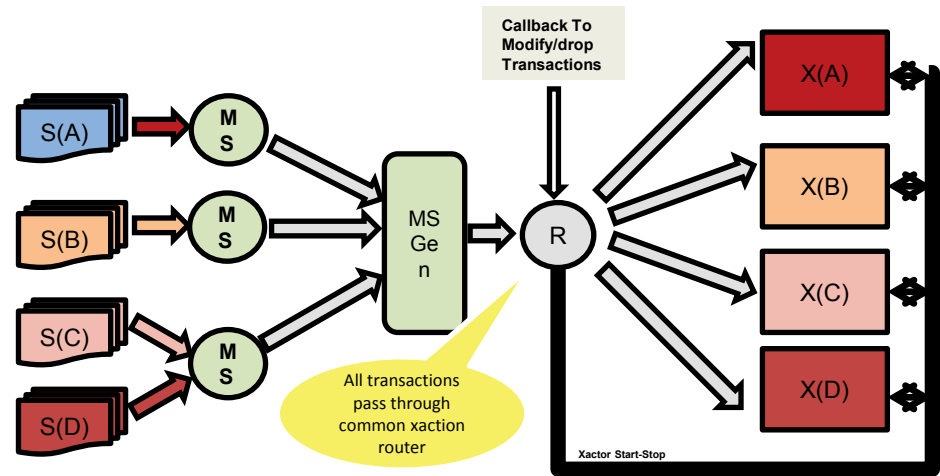 Callback To
Modify/drop
Transactions
S(A)
M
S
S(B)
M
S
S(C)
S(D)
M
S
MS
Ge
n
R
X(A)
X(B)
X(C)
X(D)
All transactions
pass through
common xaction
router
Xactor Start-Stop